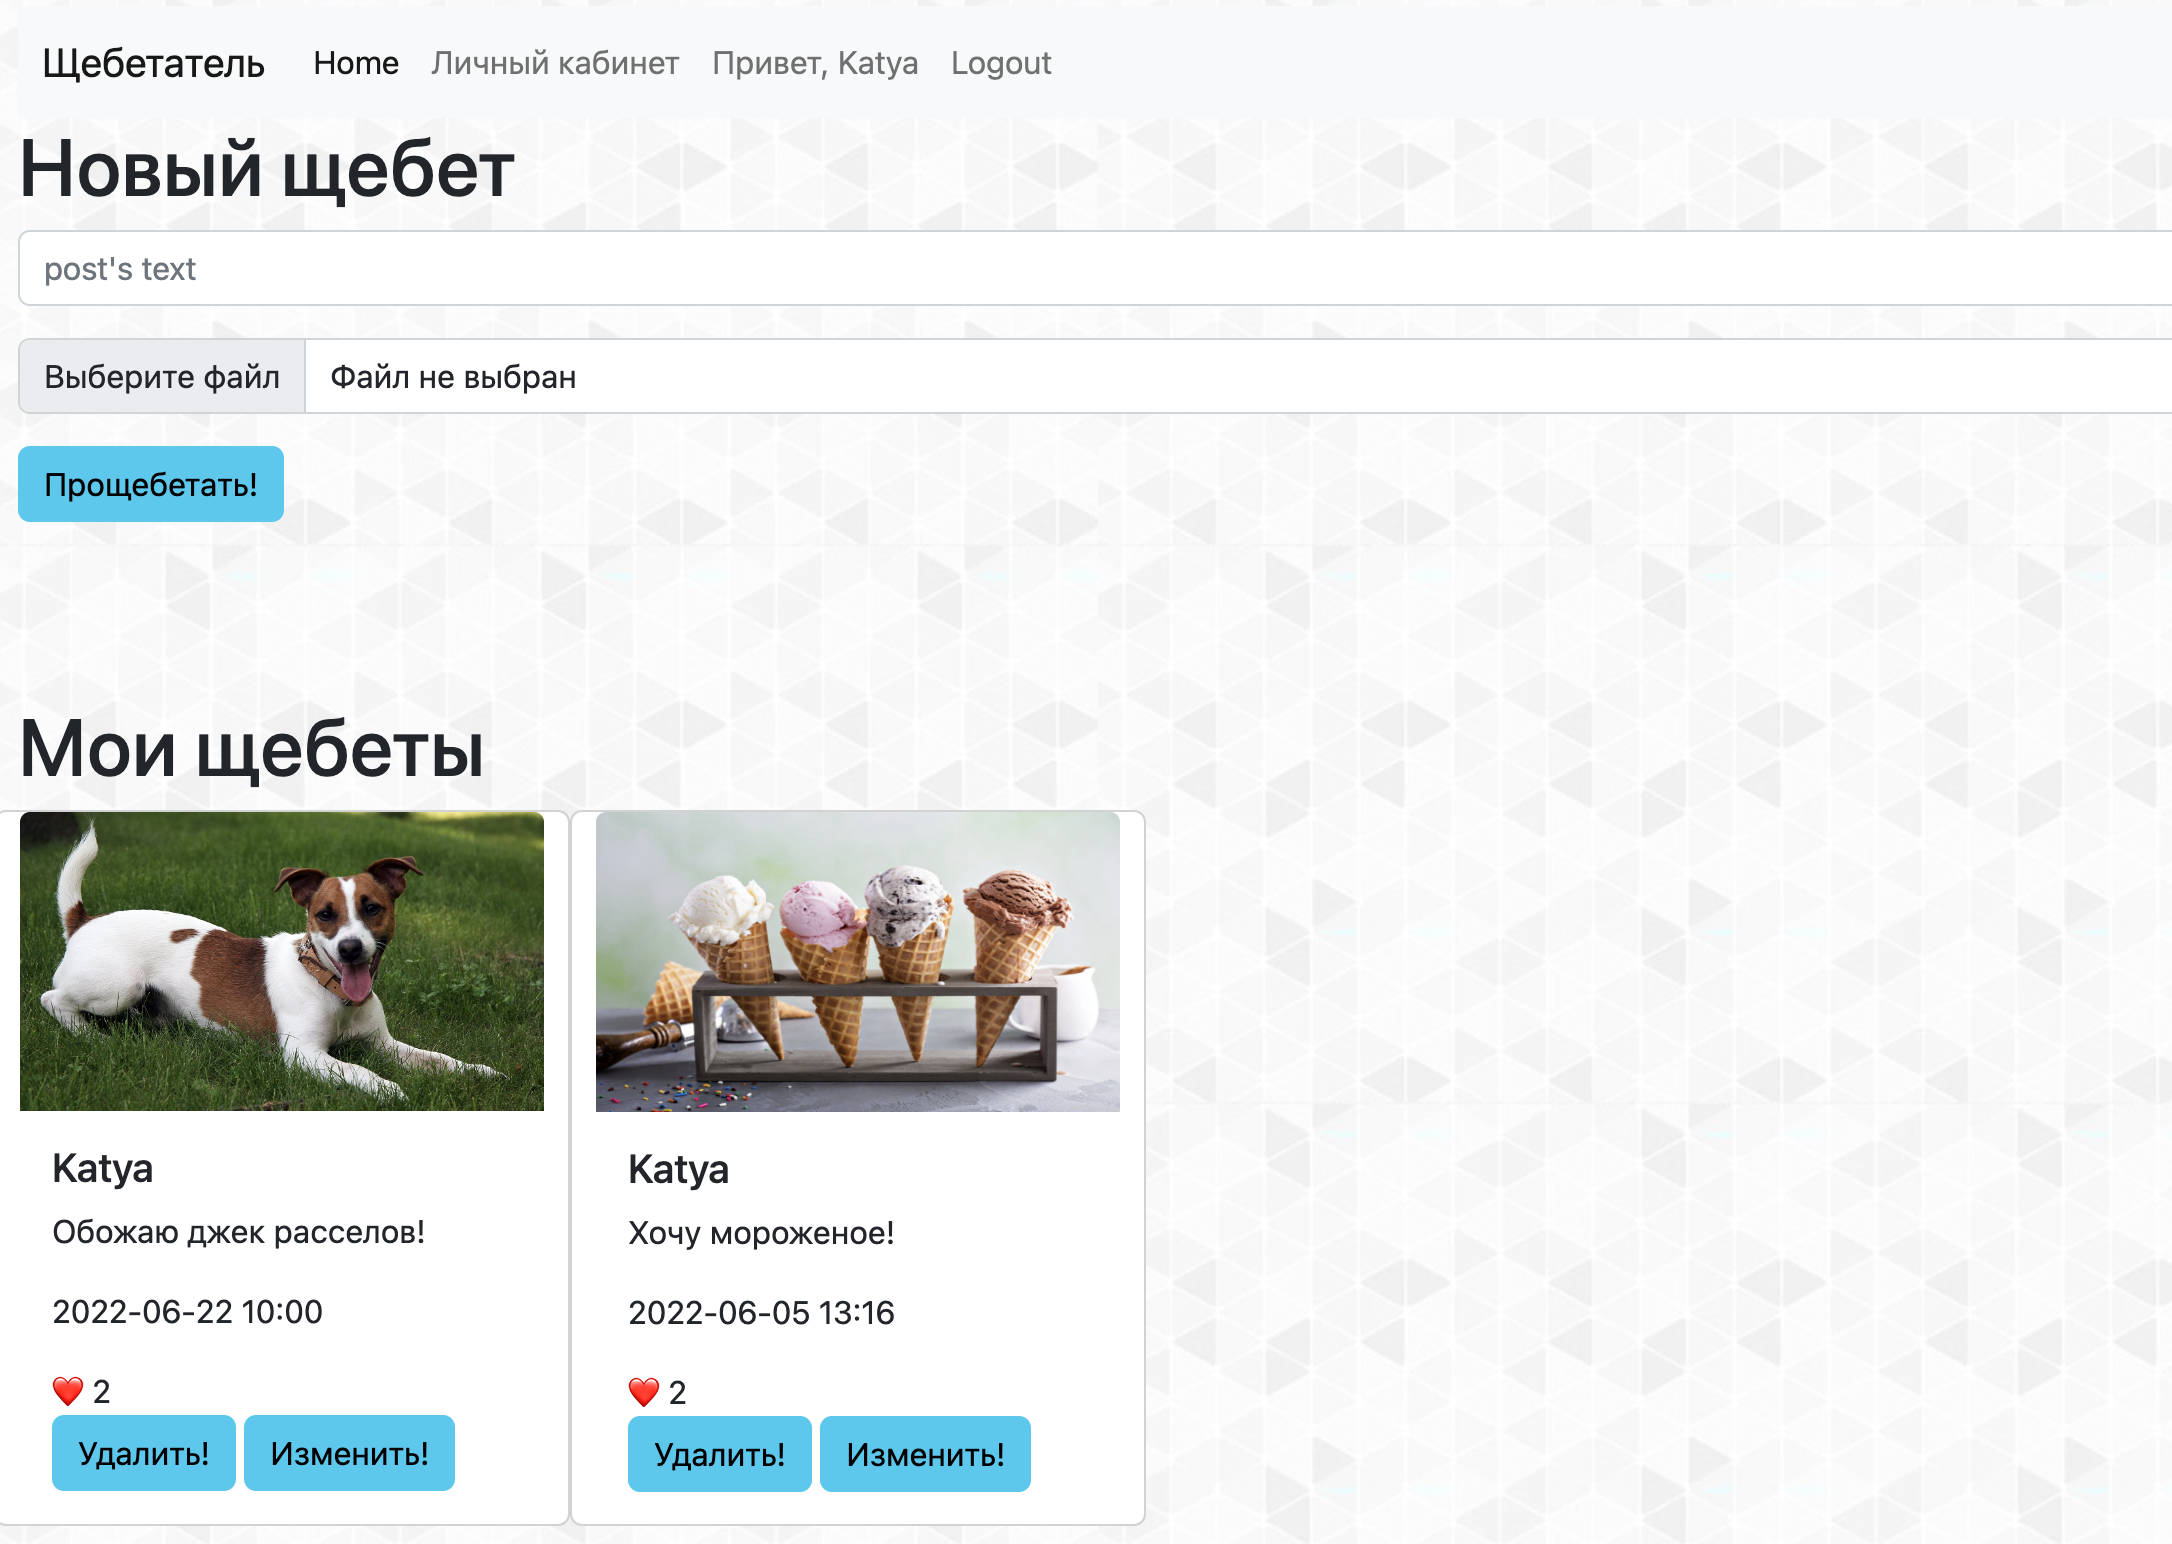 Щебетатель Home Личный кабинет Привет, Katya Logout
Новый щебет
post's text
Выберите файл Файл не выбран
Прощебетать!
Мои щебеты
Katya
Обожаю джек расселов!
2022-06-22 10:00
❤️ 2
Удалить! Изменить!
Katya
Хочу мороженое!
2022-06-05 13:16
❤️ 2
Удалить! Изменить!